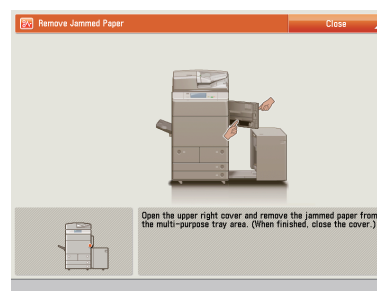 Remove Jammed Paper
Close
Open the upper right cover and remove the jammed paper from
the multi-purpose tray area. (When finished, close the cover.)